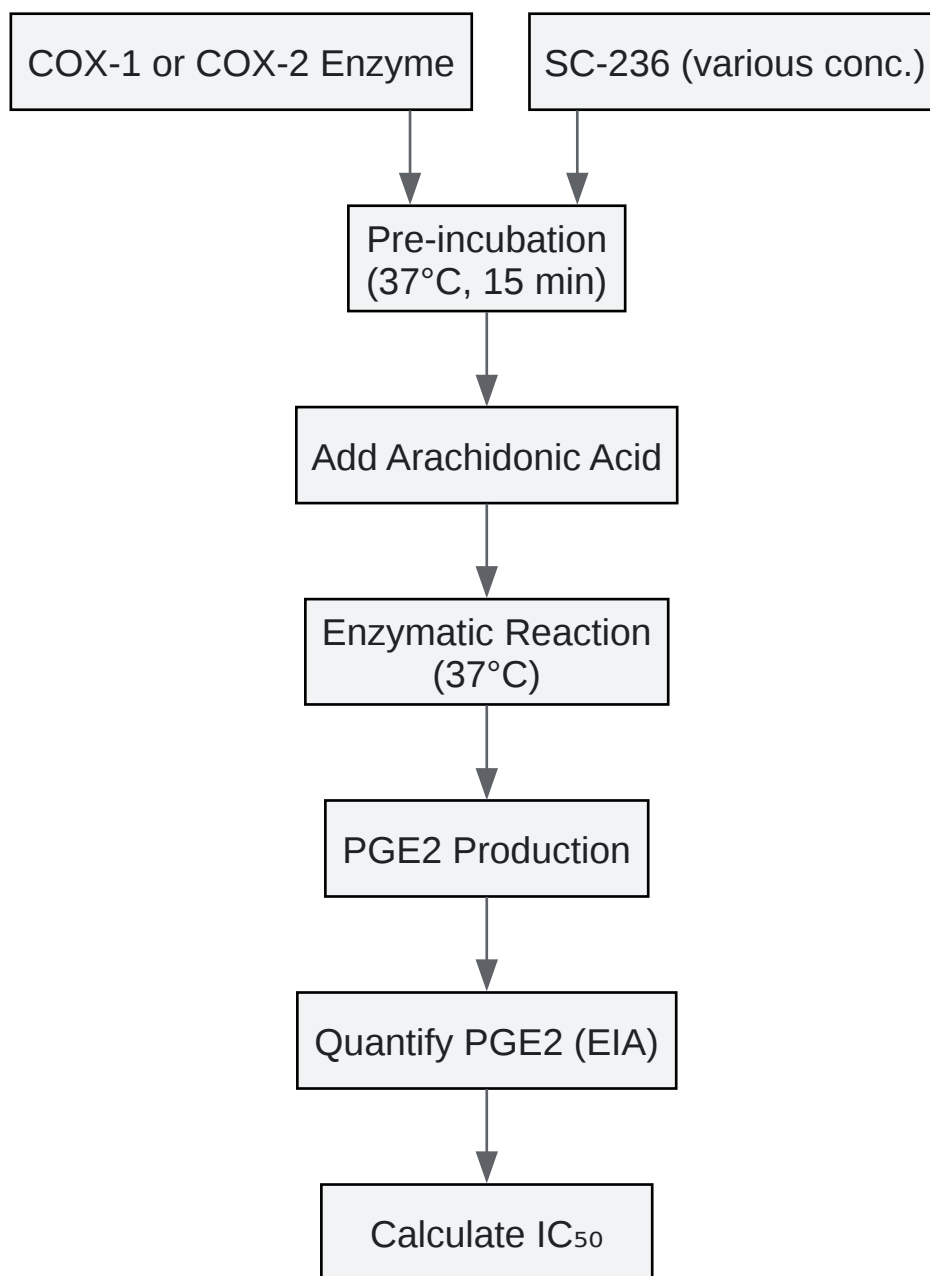 COX-1 or COX-2 Enzyme
SC-236 (various conc.)
Pre-incubation
(37°C, 15 min)
Add Arachidonic Acid
Enzymatic Reaction
(37°C)
PGE2 Production
Quantify PGE2 (EIA)
Calculate IC₅₀